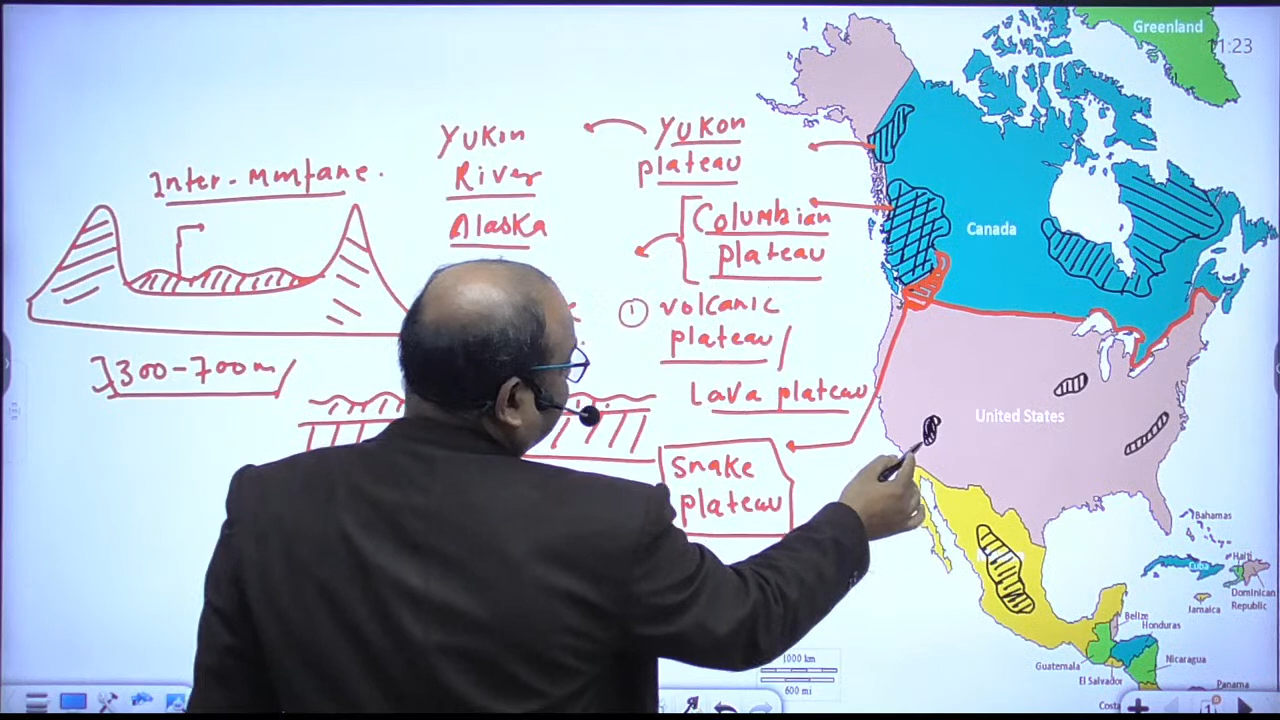 Greenland
11:23
Yukon
River
Alaska
Yukon
plateau
Columbian
plateau
① volcanic
plateau/
Lava plateau
Snake
plateau
300-700m/
Canada
United States
Bahamas
Cuba
Haiti
Dominican
Republic
Jamaica
Belize
Honduras
Guatemala
El Salvador
Nicaragua
Panama
1000 km
600 mi
1